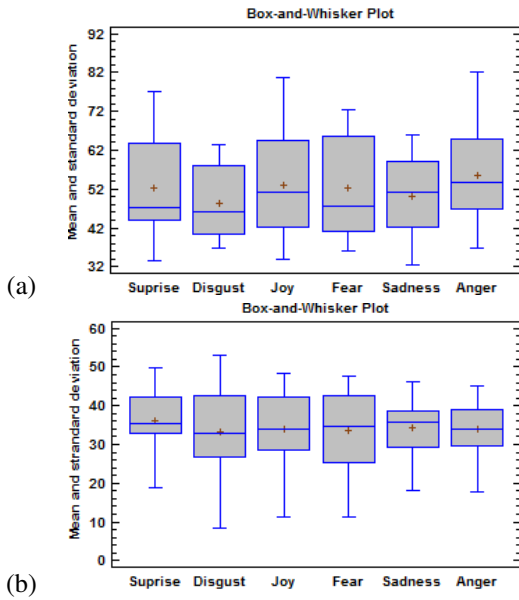 Box-and-Whisker Plot
Mean and standard deviation
92
82
72
62
52
42
32
Suprise Disgust Joy Fear Sadness Anger
(a)
Box-and-Whisker Plot
Mean and strandard deviation
60
50
40
30
20
10
0
Suprise Disgust Joy Fear Sadness Anger
(b)